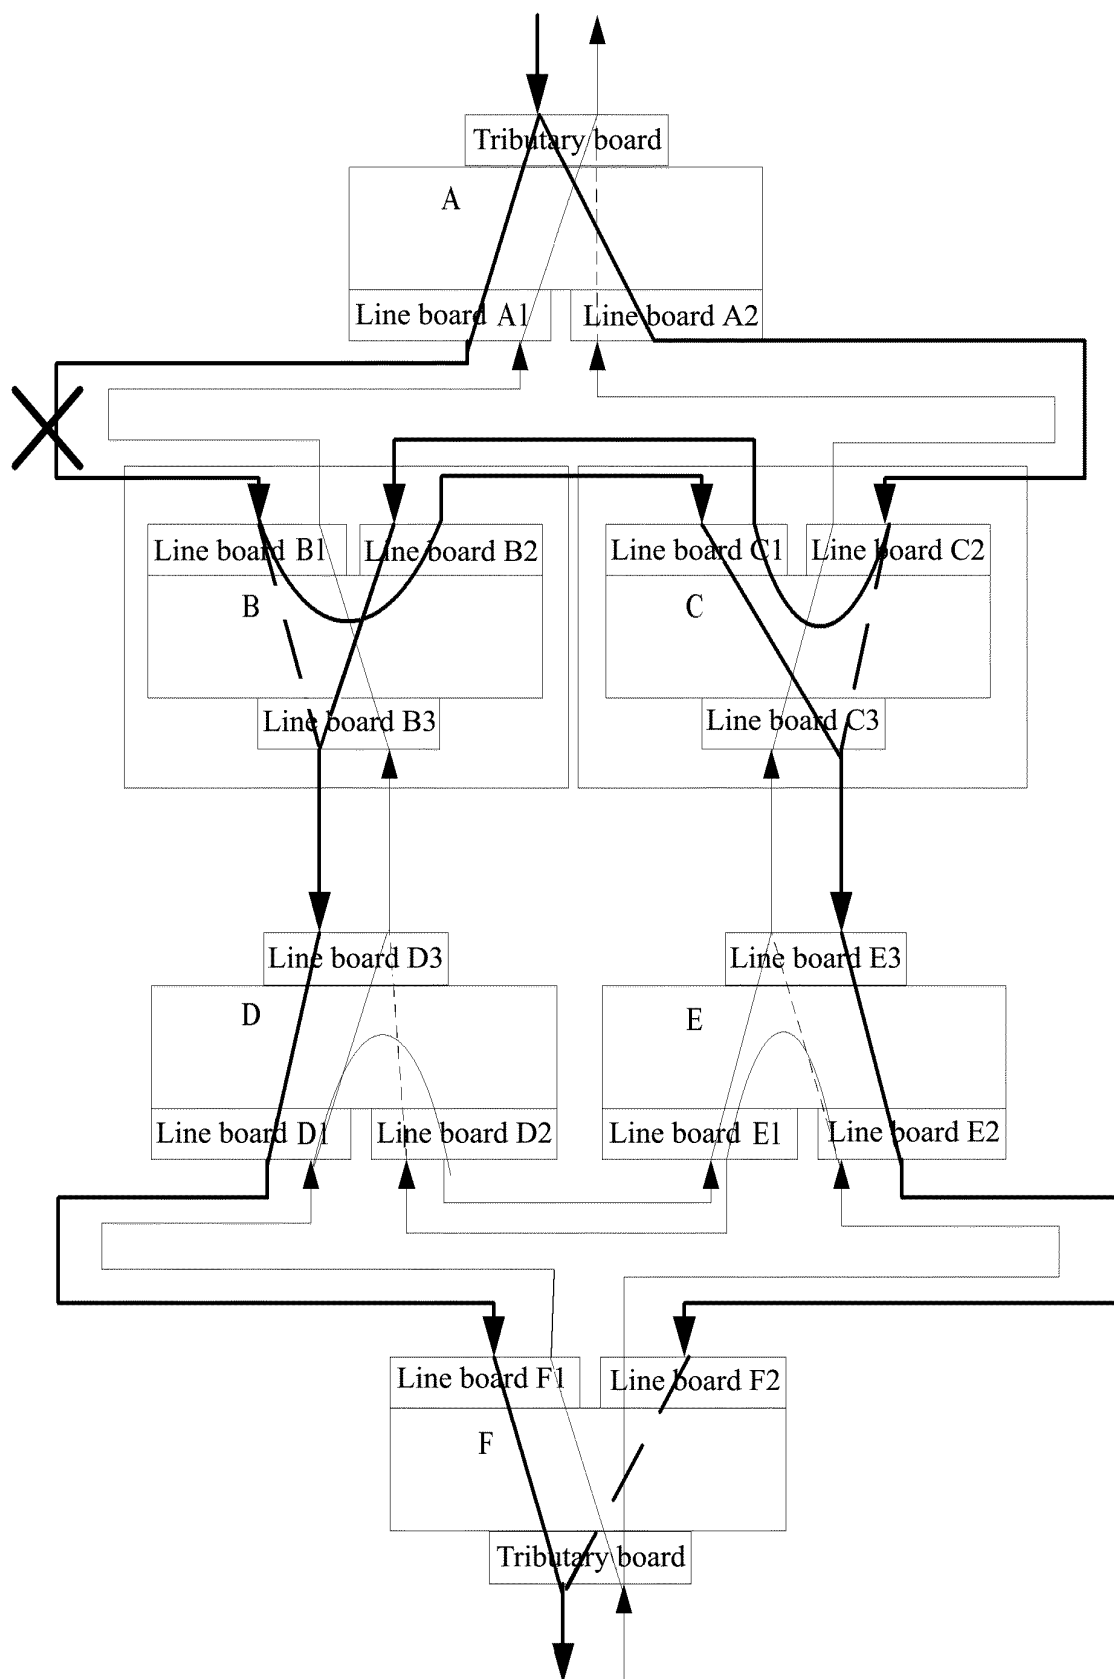 Tributary board
A
Line board A1
Line board A2
Line board B1
Line board B2
Line board C1
Line board C2
B
C
Line board B3
Line board C3
Line board D3
Line board E3
D
E
Line board D1
Line board D2
Line board E1
Line board E2
Line board F1
Line board F2
F
Tributary board